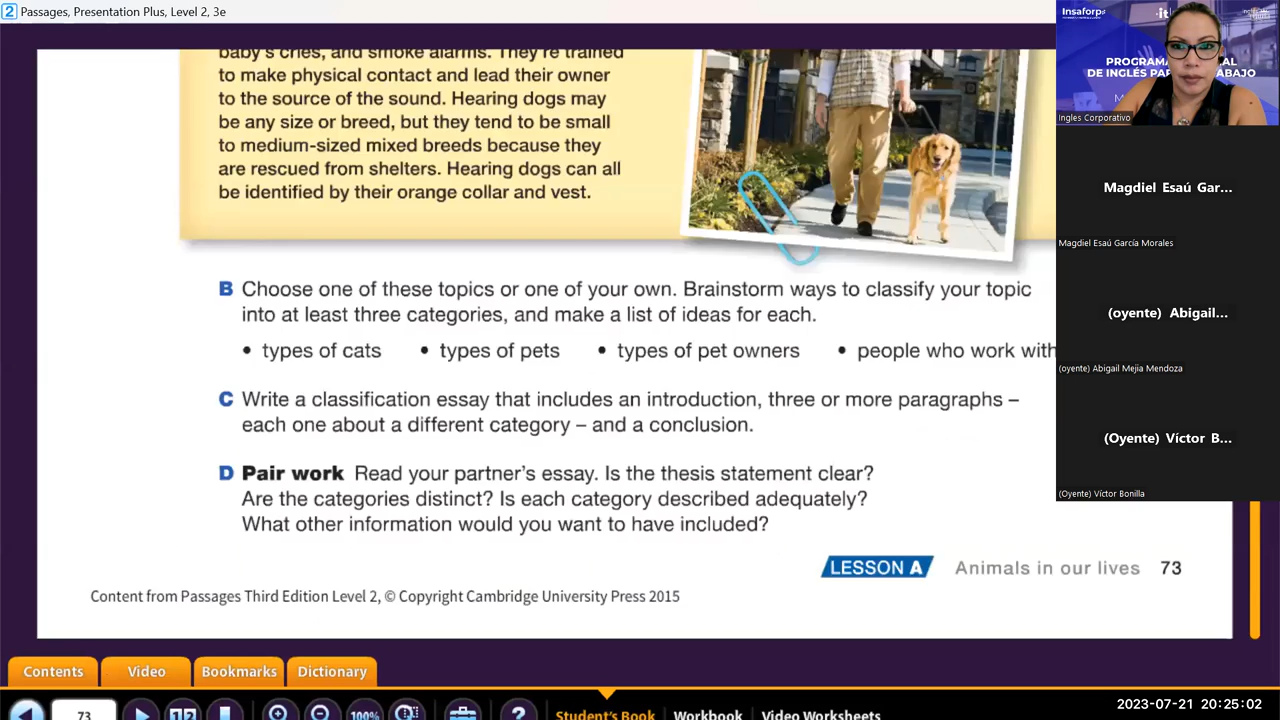 Passages, Presentation Plus, Level 2, 3e
baby's cries, and smoke alarms. They're trained
to make physical contact and lead their owner
to the source of the sound. Hearing dogs may
be any size or breed, but they tend to be small
to medium-sized mixed breeds because they
are rescued from shelters. Hearing dogs can all
be identified by their orange collar and vest.
B Choose one of these topics or one of your own. Brainstorm ways to classify your topic
into at least three categories, and make a list of ideas for each.
• types of cats • types of pets • types of pet owners • people who work with
C Write a classification essay that includes an introduction, three or more paragraphs –
each one about a different category – and a conclusion.
D Pair work Read your partner's essay. Is the thesis statement clear?
Are the categories distinct? Is each category described adequately?
What other information would you want to have included?
LESSON A Animals in our lives 73
Content from Passages Third Edition Level 2, © Copyright Cambridge University Press 2015
Contents Video Bookmarks Dictionary
73 1 2 100% ? Student's Book Workbook Video Worksheets
Insaforp
Ingles Corporativo
Magdiel Esaú Gar...
Magdiel Esaú García Morales
(oyente) Abigail...
(oyente) Abigail Mejia Mendoza
(Oyente) Víctor B...
(Oyente) Víctor Bonilla
2023-07-21 20:25:02